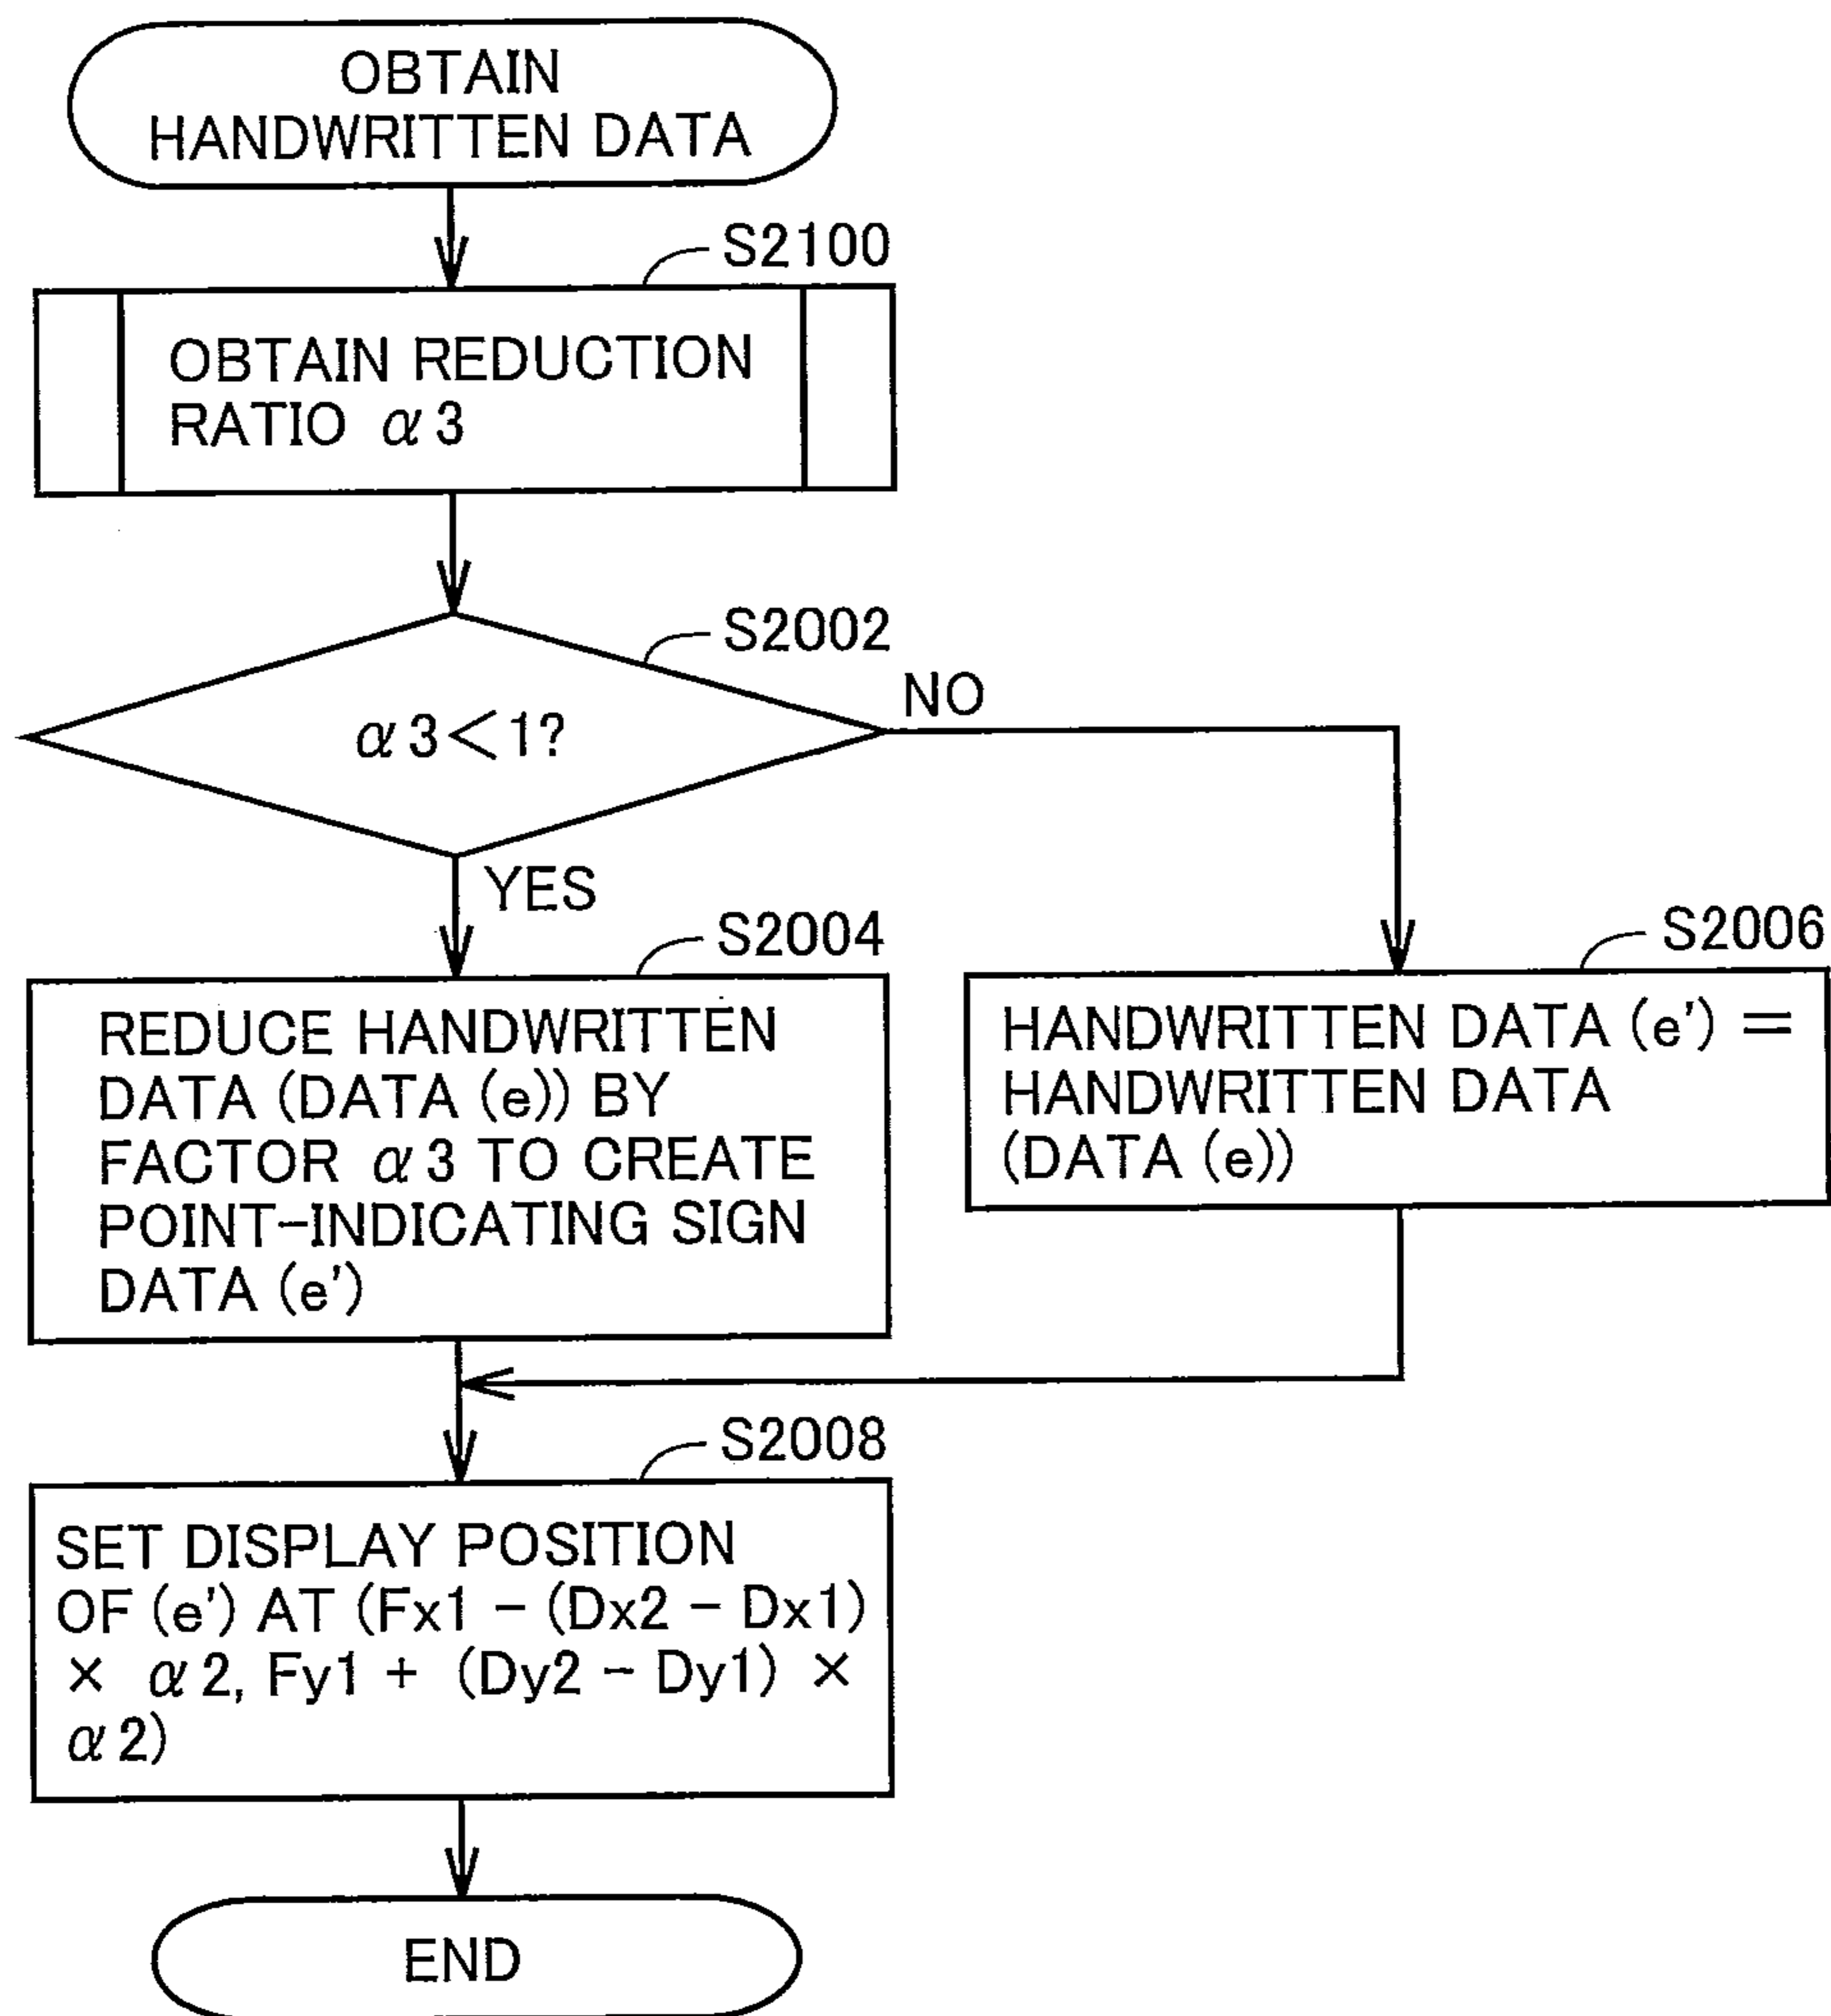 OBTAIN
HANDWRITTEN DATA
S2100
OBTAIN REDUCTION
RATIO α3
S2002
α3<1?
NO
YES
S2004
REDUCE HANDWRITTEN
DATA (DATA (e)) BY
FACTOR α3 TO CREATE
POINT-INDICATING SIGN
DATA (e')
S2006
HANDWRITTEN DATA (e') =
HANDWRITTEN DATA
(DATA (e))
S2008
SET DISPLAY POSITION
OF (e') AT (Fx1 - (Dx2 - Dx1)
× α2, Fy1 + (Dy2 - Dy1) ×
α2)
END